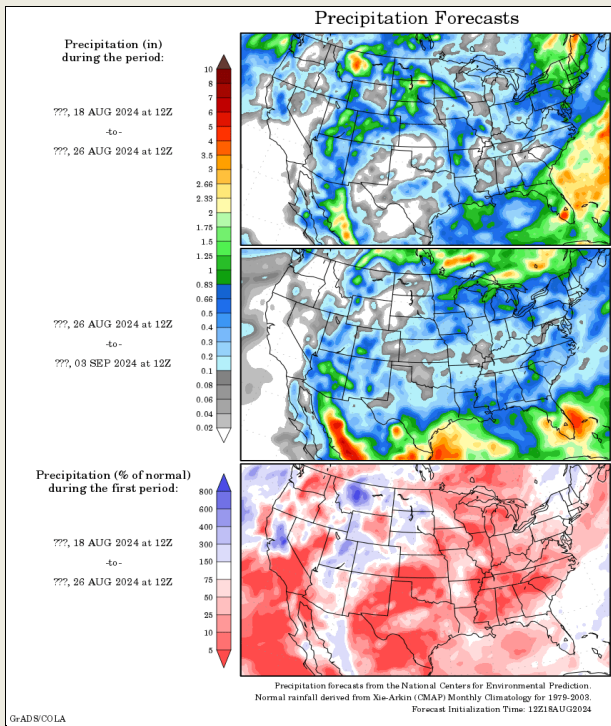 Precipitation Forecasts
Precipitation (in)
during the period:
???, 18 AUG 2024 at 12Z
-to-
???, 26 AUG 2024 at 12Z
10
8
7
6
5
4
3.5
3
2.66
2.33
2
1.75
1.5
1.25
1
0.83
0.66
0.5
0.4
0.3
0.2
0.1
0.08
0.06
0.04
0.02
???, 26 AUG 2024 at 12Z
-to-
???, 03 SEP 2024 at 12Z
Precipitation (% of normal)
during the first period:
???, 18 AUG 2024 at 12Z
-to-
???, 26 AUG 2024 at 12Z
800
600
400
300
150
75
50
25
10
5
Precipitation forecasts from the National Centers for Environmental Prediction.
Normal rainfall derived from Xie-Arkin (CMAP) Monthly Climatology for 1979-2003.
Forecast Initialization Time: 12Z18AUG2024
GrADS/COLA